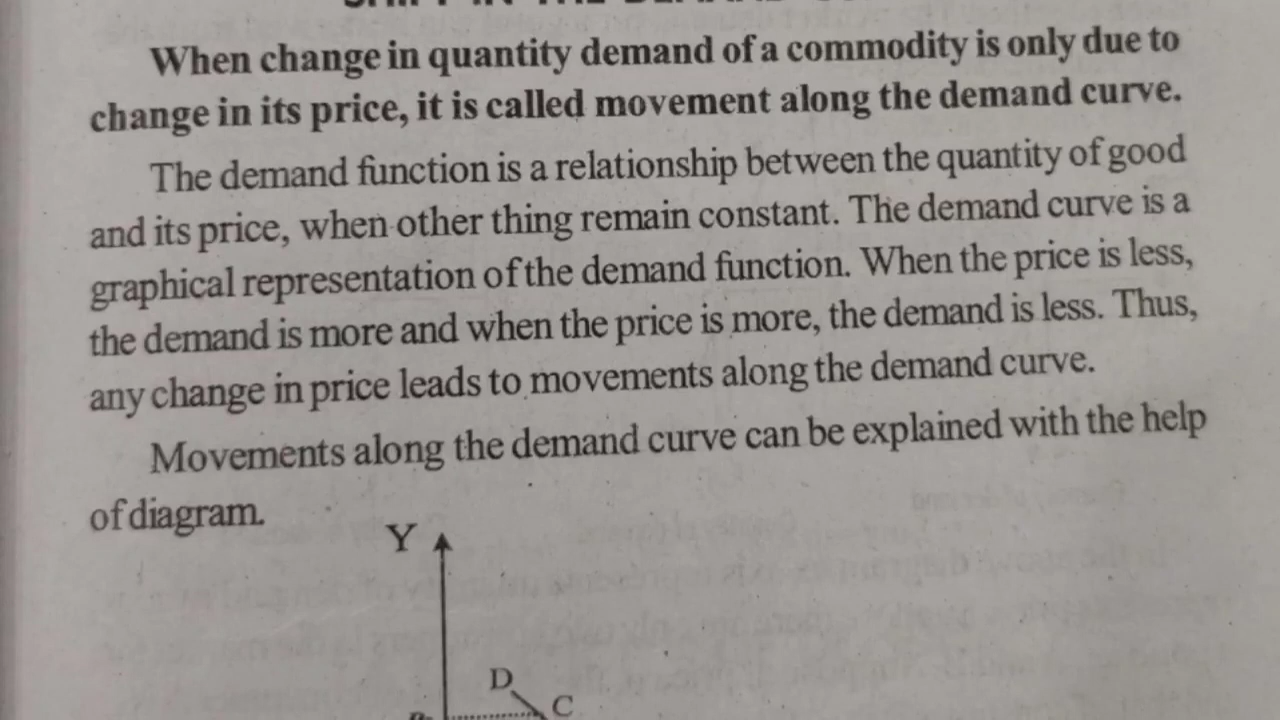 When change in quantity demand of a commodity is only due to
change in its price, it is called movement along the demand curve.
The demand function is a relationship between the quantity of good
and its price, when other thing remain constant. The demand curve is a
graphical representation of the demand function. When the price is less,
the demand is more and when the price is more, the demand is less. Thus,
any change in price leads to movements along the demand curve.
Movements along the demand curve can be explained with the help
of diagram.
Y
D
C